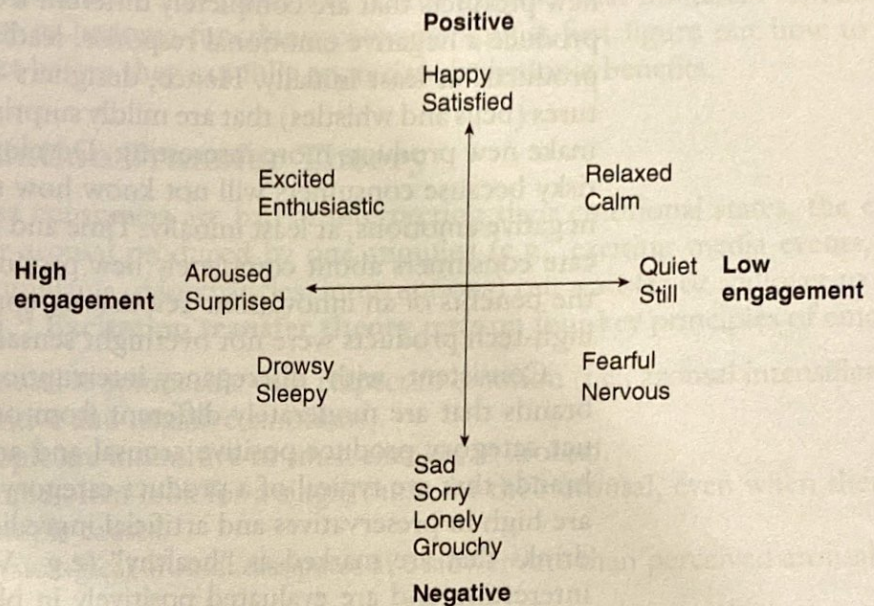 Positive
Happy
Satisfied
Excited
Enthusiastic
Relaxed
Calm
High
engagement
Aroused
Surprised
Quiet
Still
Low
engagement
Drowsy
Sleepy
Fearful
Nervous
Sad
Sorry
Lonely
Grouchy
Negative